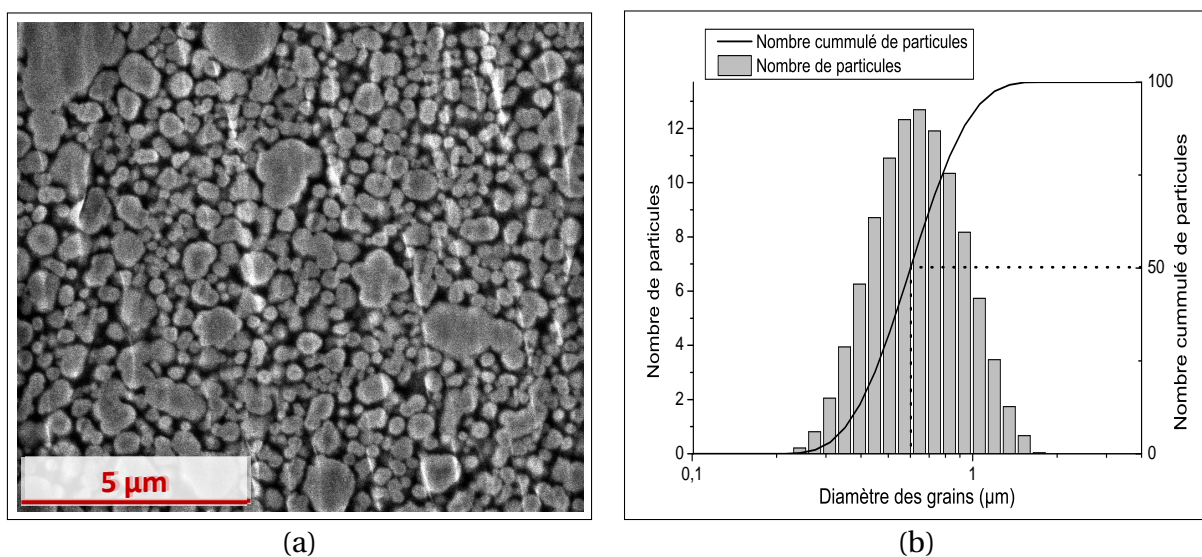 5 µm
(a)
Nombre cummulé de particules
Nombre de particules
Nombre de particules
12
10
8
6
4
2
0
100
50
0
Nombre cummulé de particules
0,1
1
Diamètre des grains (µm)
(b)